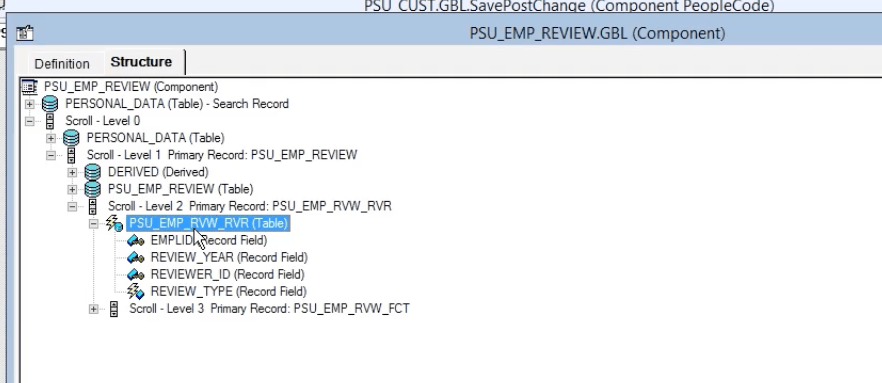 PSU_CUST.GBL.SavePostChange (Component PeopleCode)
PSU_EMP_REVIEW.GBL (Component)
Definition Structure
PSU_EMP_REVIEW (Component)
PERSONAL_DATA (Table) - Search Record
Scroll - Level 0
PERSONAL_DATA (Table)
Scroll - Level 1 Primary Record: PSU_EMP_REVIEW
DERIVED (Derived)
PSU_EMP_REVIEW (Table)
Scroll - Level 2 Primary Record: PSU_EMP_RVW_RVR
PSU_EMP_RVW_RVR (Table)
EMPLID (Record Field)
REVIEW_YEAR (Record Field)
REVIEWER_ID (Record Field)
REVIEW_TYPE (Record Field)
Scroll - Level 3 Primary Record: PSU_EMP_RVW_FCT